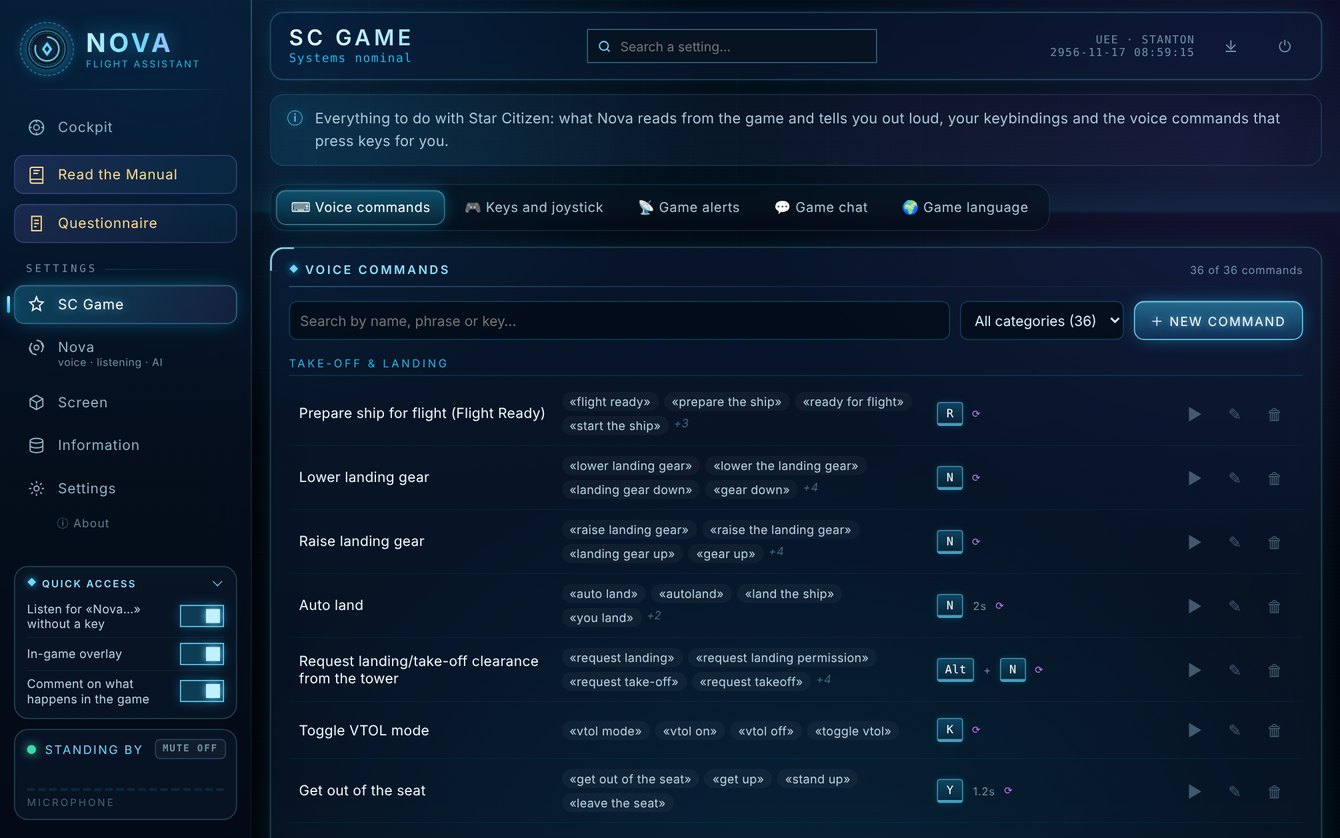 NOVA
FLIGHT ASSISTANT
Cockpit
Read the Manual
Questionnaire
SETTINGS
SC Game
Nova
voice · listening · AI
Screen
Information
Settings
ⓘ About
QUICK ACCESS
Listen for «Nova...»
without a key
In-game overlay
Comment on what
happens in the game
STANDING BY MUTE OFF
MICROPHONE
SC GAME
Systems nominal
Search a setting...
UEE · STANTON
2956-11-17 08:59:15
Everything to do with Star Citizen: what Nova reads from the game and tells you out loud, your keybindings and the voice commands that
press keys for you.
Voice commands Keys and joystick Game alerts Game chat Game language
VOICE COMMANDS 36 of 36 commands
Search by name, phrase or key... All categories (36) + NEW COMMAND
TAKE-OFF & LANDING
Prepare ship for flight (Flight Ready) «flight ready» «prepare the ship» «ready for flight» R
«start the ship» +3
Lower landing gear «lower landing gear» «lower the landing gear» N
«landing gear down» «gear down» +4
Raise landing gear «raise landing gear» «raise the landing gear» N
«landing gear up» «gear up» +4
Auto land «auto land» «autoland» «land the ship» N 2s
«you land» +2
Request landing/take-off clearance
from the tower «request landing» «request landing permission» Alt + N
«request take-off» «request takeoff» +4
Toggle VTOL mode «vtol mode» «vtol on» «vtol off» «toggle vtol» K
Get out of the seat «get out of the seat» «get up» «stand up» Y 1.2s
«leave the seat»